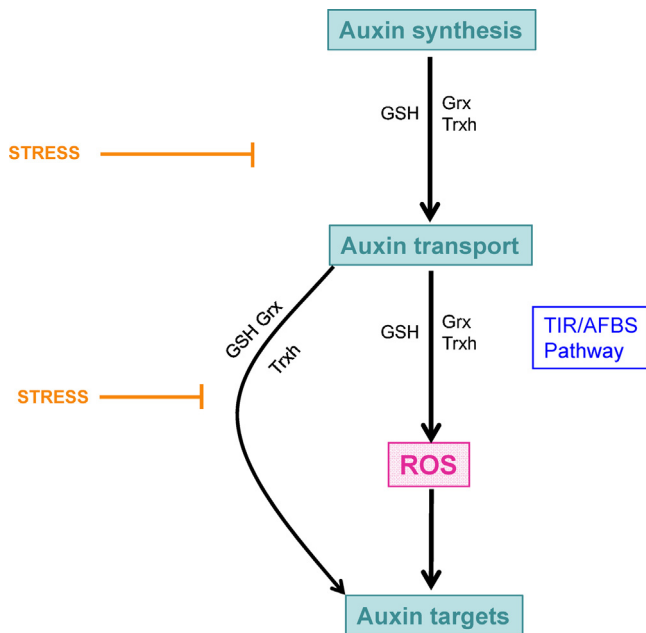 Auxin synthesis
GSH
Grx
Trxh
STRESS
Auxin transport
GSH Grx
Trxh
GSH
Grx
Trxh
TIR/AFBS
Pathway
STRESS
ROS
Auxin targets